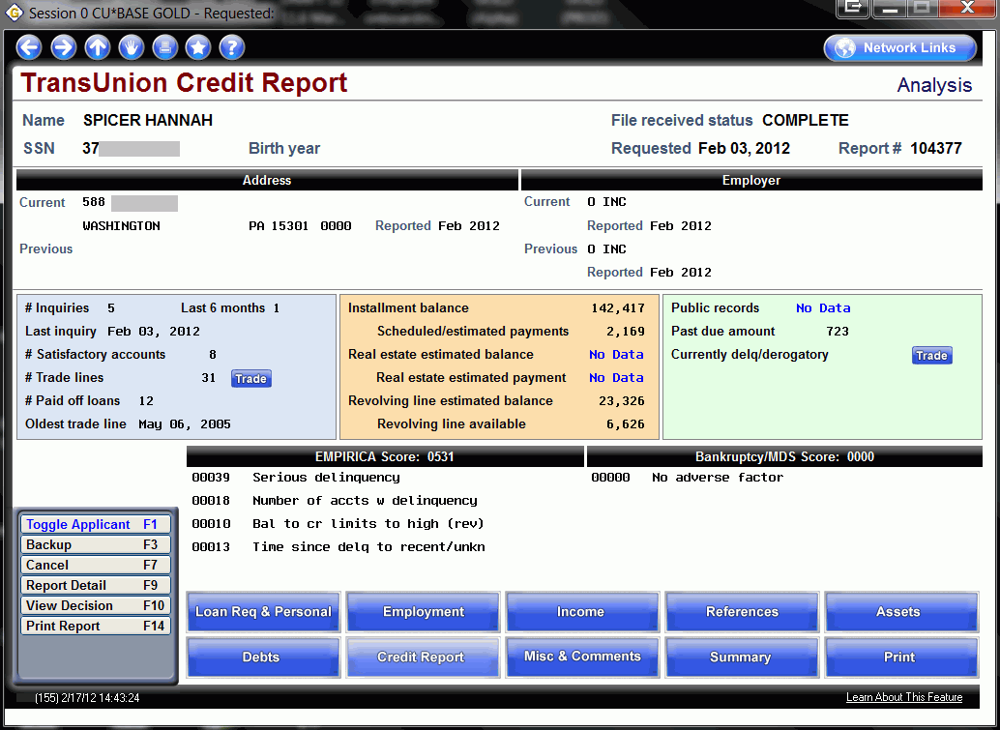 Session 0 CU*BASE GOLD - Requested:
Network Links
TransUnion Credit Report
Analysis
Name SPICER HANNAH File received status COMPLETE
SSN 37 Birth year Requested Feb 03, 2012 Report # 104377
Address Employer
Current 588 Current O INC
WASHINGTON PA 15301 0000 Reported Feb 2012 Reported Feb 2012
Previous Previous O INC
Reported Feb 2012
# Inquiries 5 Last 6 months 1
Last inquiry Feb 03, 2012
# Satisfactory accounts 8
# Trade lines 31 Trade
# Paid off loans 12
Oldest trade line May 06, 2005
Installment balance 142,417
Scheduled/estimated payments 2,169
Real estate estimated balance No Data
Real estate estimated payment No Data
Revolving line estimated balance 23,326
Revolving line available 6,626
Public records No Data
Past due amount 723
Currently delq/derogatory Trade
EMPIRICA Score: 0531
00039 Serious delinquency
00018 Number of accts w delinquency
00010 Bal to cr limits to high (rev)
00013 Time since delq to recent/unkn
Bankruptcy/MDS Score: 0000
00000 No adverse factor
Toggle Applicant F1
Backup F3
Cancel F7
Report Detail F9
View Decision F10
Print Report F14
Loan Req & Personal Employment Income References Assets
Debts Credit Report Misc & Comments Summary Print
(155) 2/17/12 14:43:24
Learn About This Feature